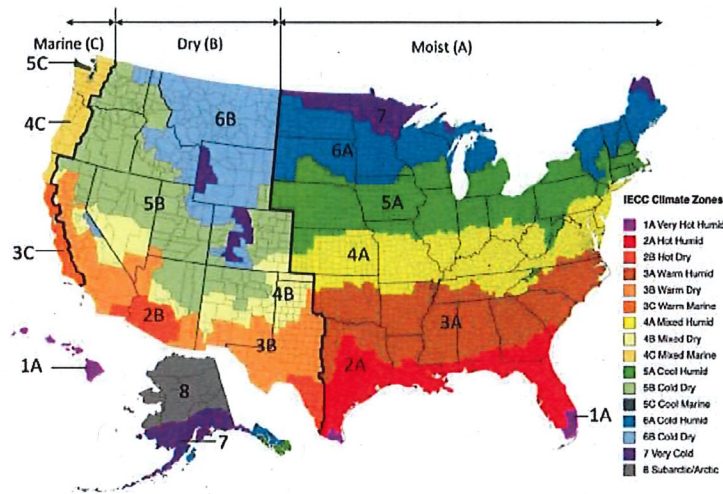 Marine (C)
Dry (B)
Moist (A)
5C
4C
6B
7
6A
5B
5A
3C
4A
4B
2B
3B
3A
2A
1A
8
7
1A
IECC Climate Zones
1A Very Hot Humid
2A Hot Humid
2B Hot Dry
3A Warm Humid
3B Warm Dry
3C Warm Marine
4A Mixed Humid
4B Mixed Dry
4C Mixed Marine
5A Cool Humid
5B Cold Dry
5C Cool Marine
6A Cold Humid
6B Cold Dry
7 Very Cold
8 Subarctic/Arctic